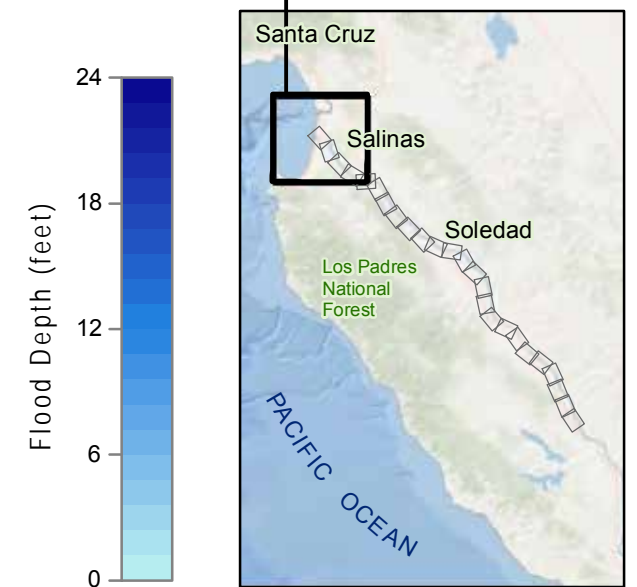 Flood Depth (feet)
24
18
12
6
0
Santa Cruz
Salinas
Soledad
Los Padres
National
Forest
PACIFIC OCEAN